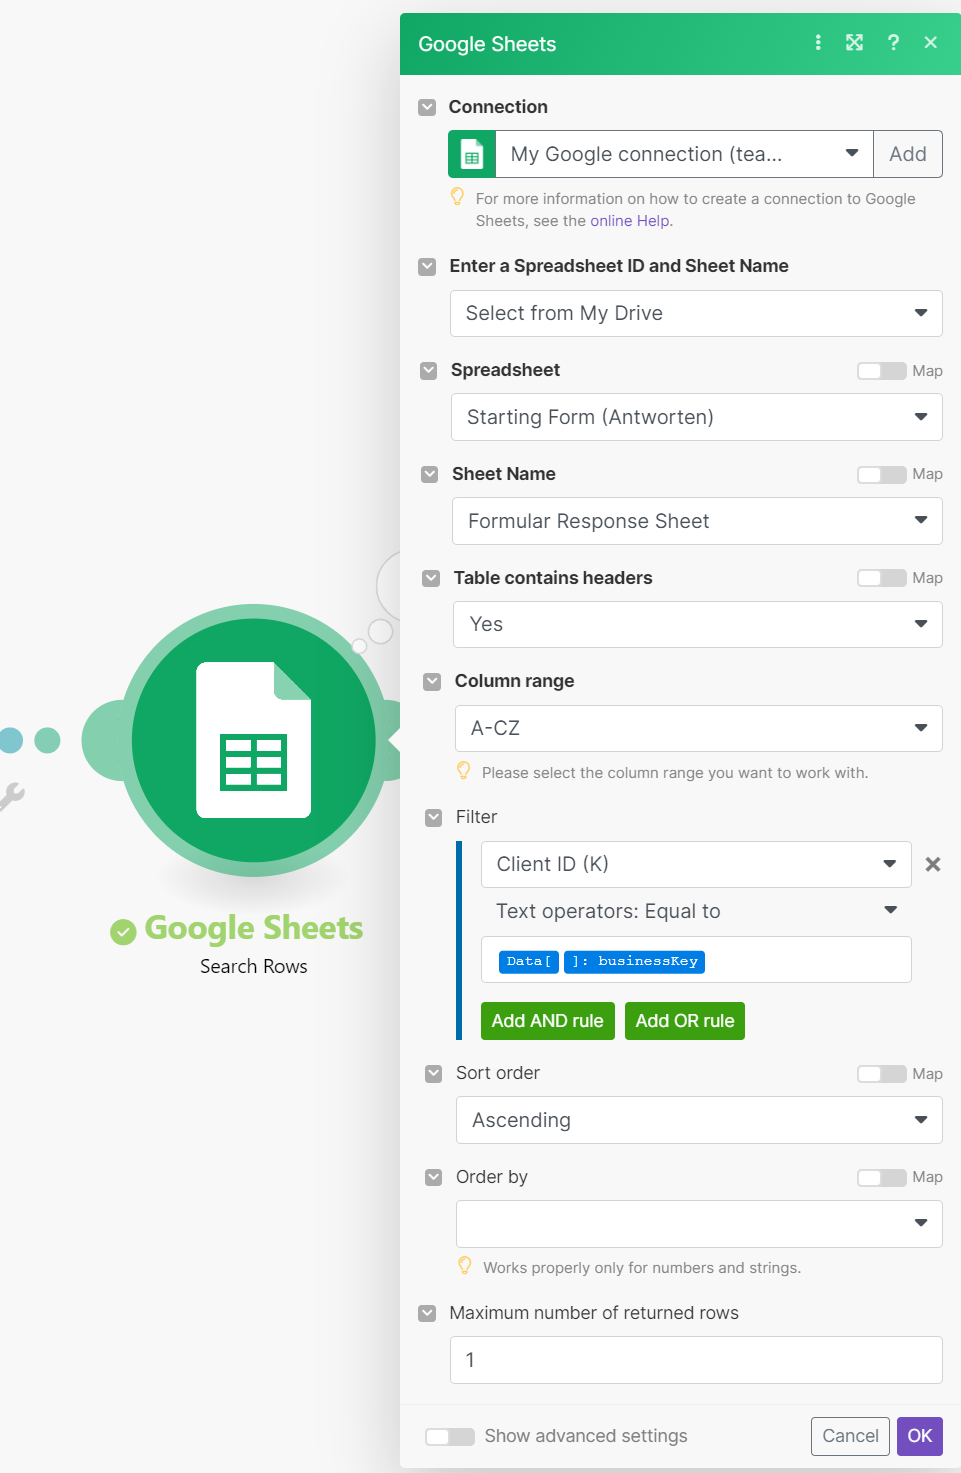 Google Sheets
?
Connection
My Google connection (tea...
Add
For more information on how to create a connection to Google
Sheets, see the online Help.
Enter a Spreadsheet ID and Sheet Name
Select from My Drive
Spreadsheet
Map
Starting Form (Antworten)
Sheet Name
Map
Formular Response Sheet
Table contains headers
Map
Yes
Column range
A-CZ
Please select the column range you want to work with.
Filter
Client ID (K)
Text operators: Equal to
Data[ ]: businessKey
Add AND rule
Add OR rule
Google Sheets
Search Rows
Sort order
Map
Ascending
Order by
Map
Works properly only for numbers and strings.
Maximum number of returned rows
1
Show advanced settings
Cancel
OK